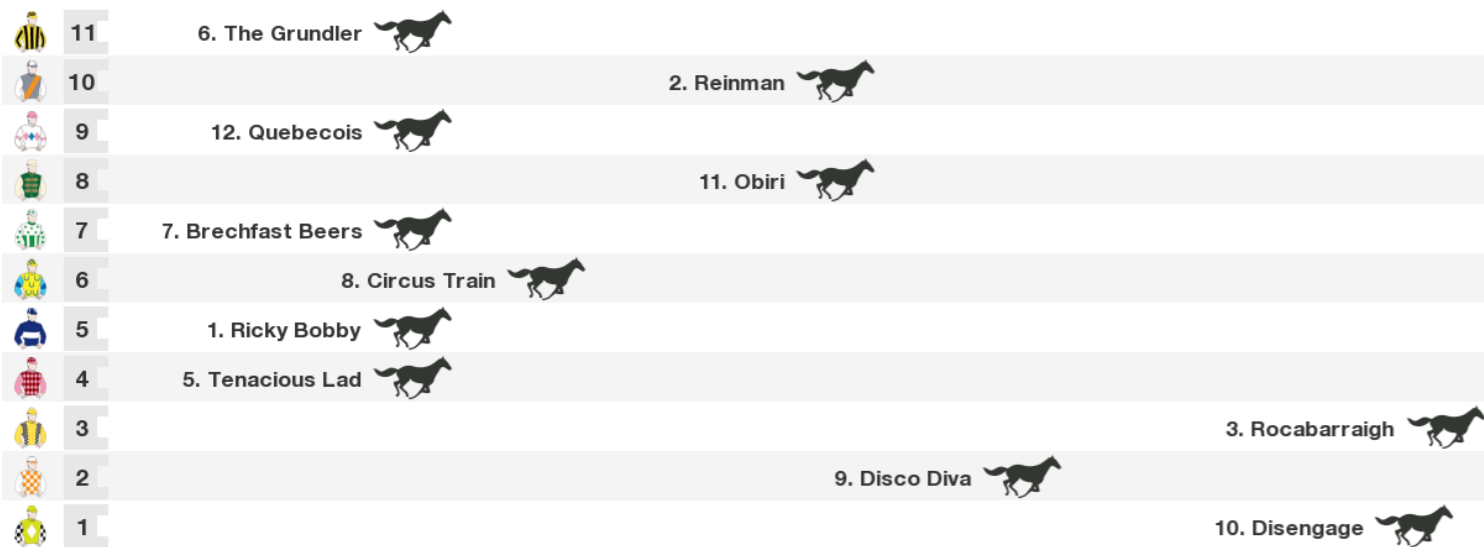 11 6. The Grundler
10 2. Reinman
9 12. Quebecois
8 11. Obiri
7 7. Brechfast Beers
6 8. Circus Train
5 1. Ricky Bobby
4 5. Tenacious Lad
3 3. Rocabarraigh
2 9. Disco Diva
1 10. Disengage